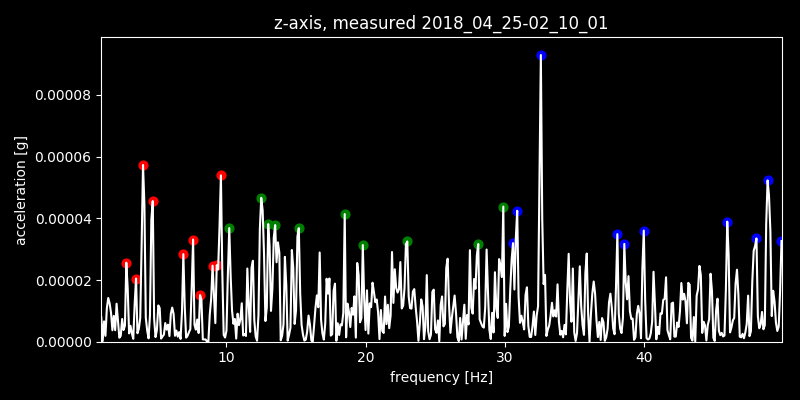 z-axis, measured 2018_04_25-02_10_01
0.00008
0.00006
0.00004
0.00002
0.00000
acceleration [g]
10 20 30 40
frequency [Hz]